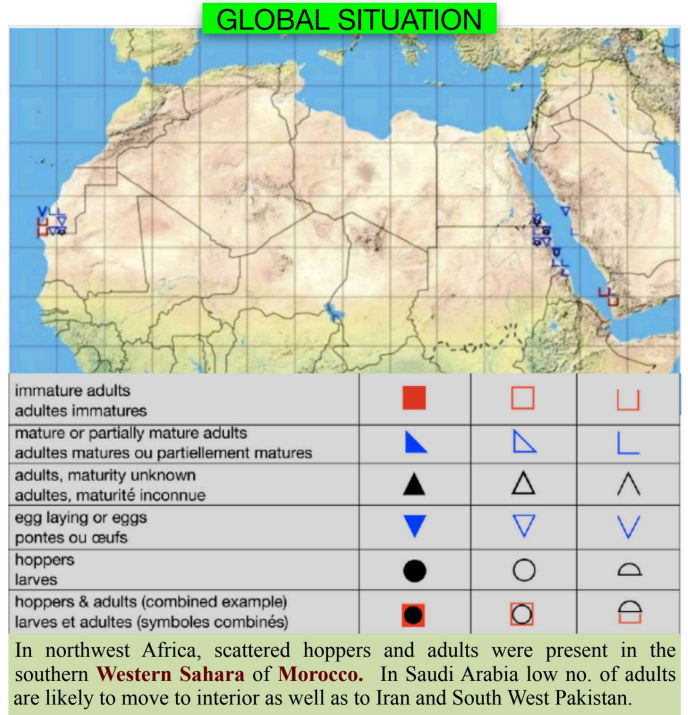 GLOBAL SITUATION
immature adults
adultes immatures
mature or partially mature adults
adultes matures ou partiellement matures
adults, maturity unknown
adultes, maturité inconnue
egg laying or eggs
pontes ou œufs
hoppers
larves
hoppers & adults (combined example)
larves et adultes (symboles combinés)
In northwest Africa, scattered hoppers and adults were present in the
southern Western Sahara of Morocco. In Saudi Arabia low no. of adults
are likely to move to interior as well as to Iran and South West Pakistan.